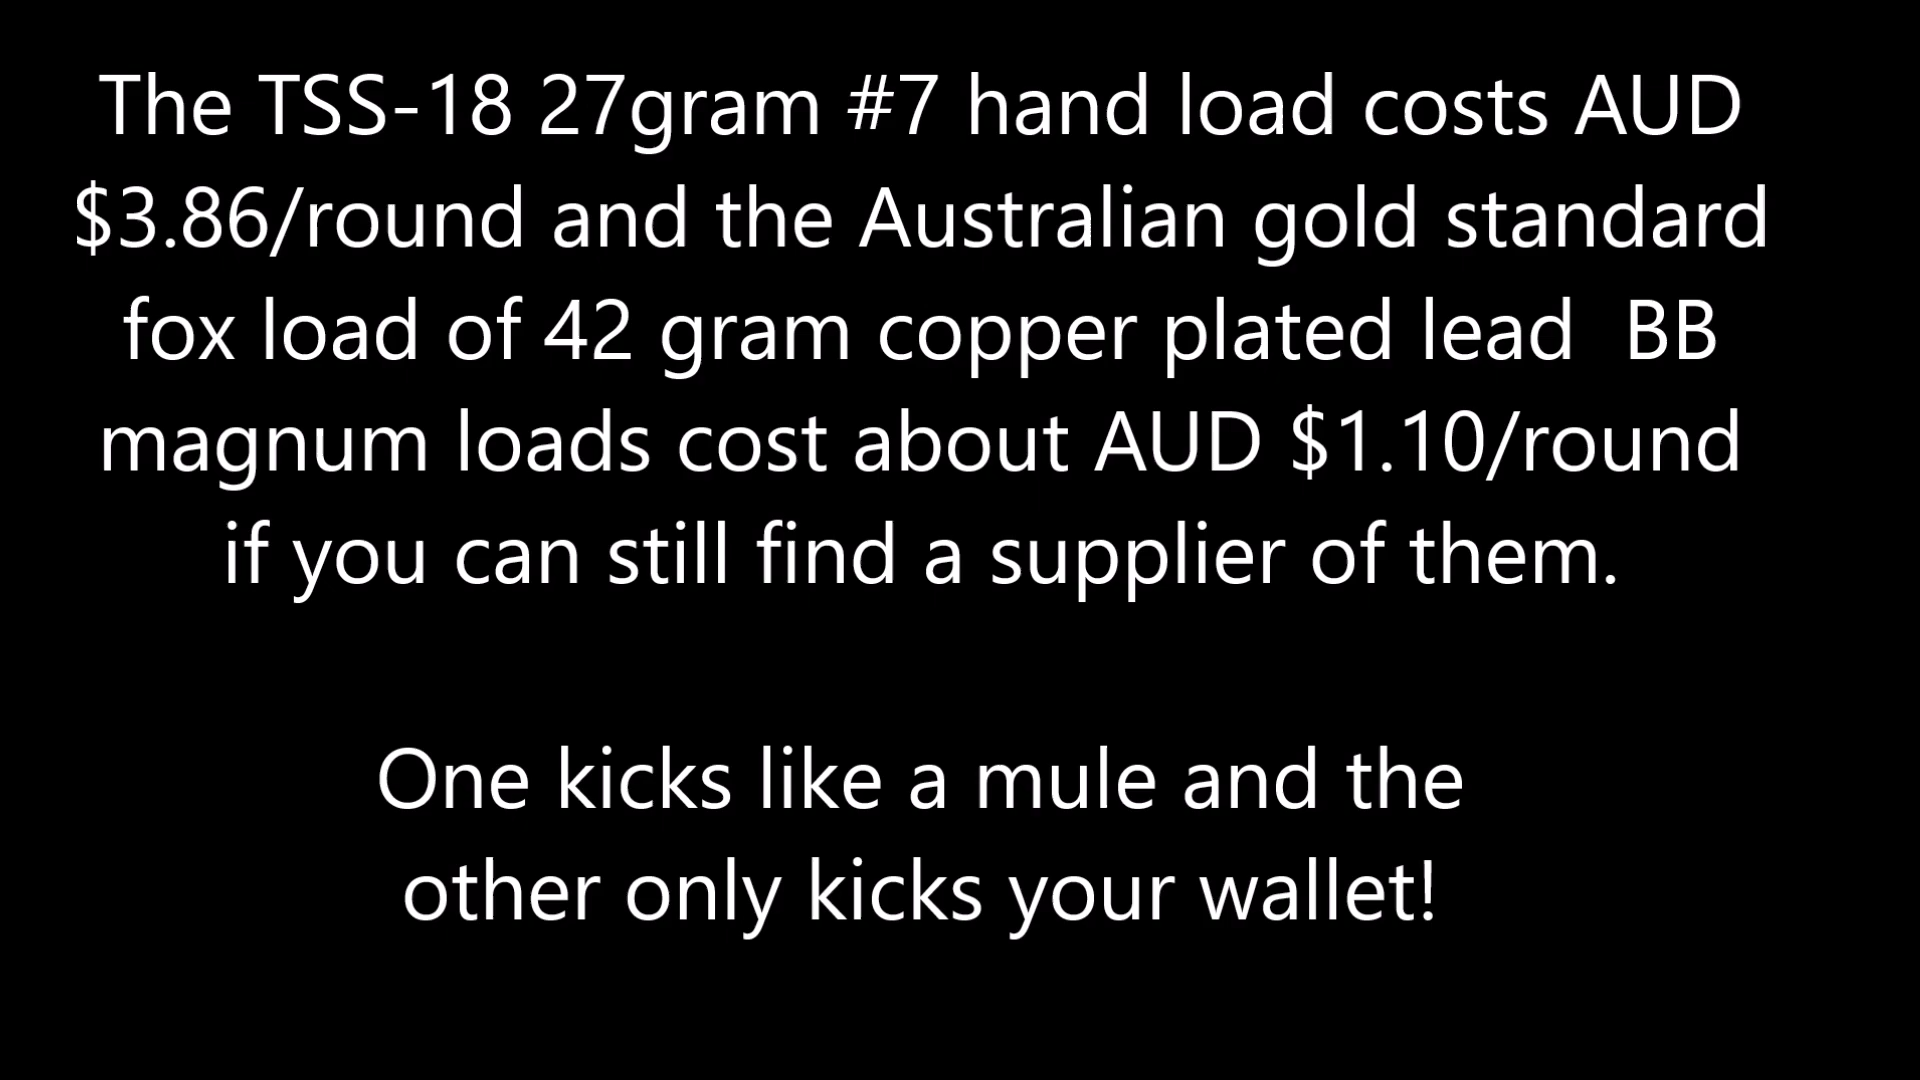 The TSS-18 27gram #7 hand load costs AUD
$3.86/round and the Australian gold standard
fox load of 42 gram copper plated lead  BB
magnum loads cost about AUD $1.10/round
if you can still find a supplier of them.
One kicks like a mule and the
other only kicks your wallet!